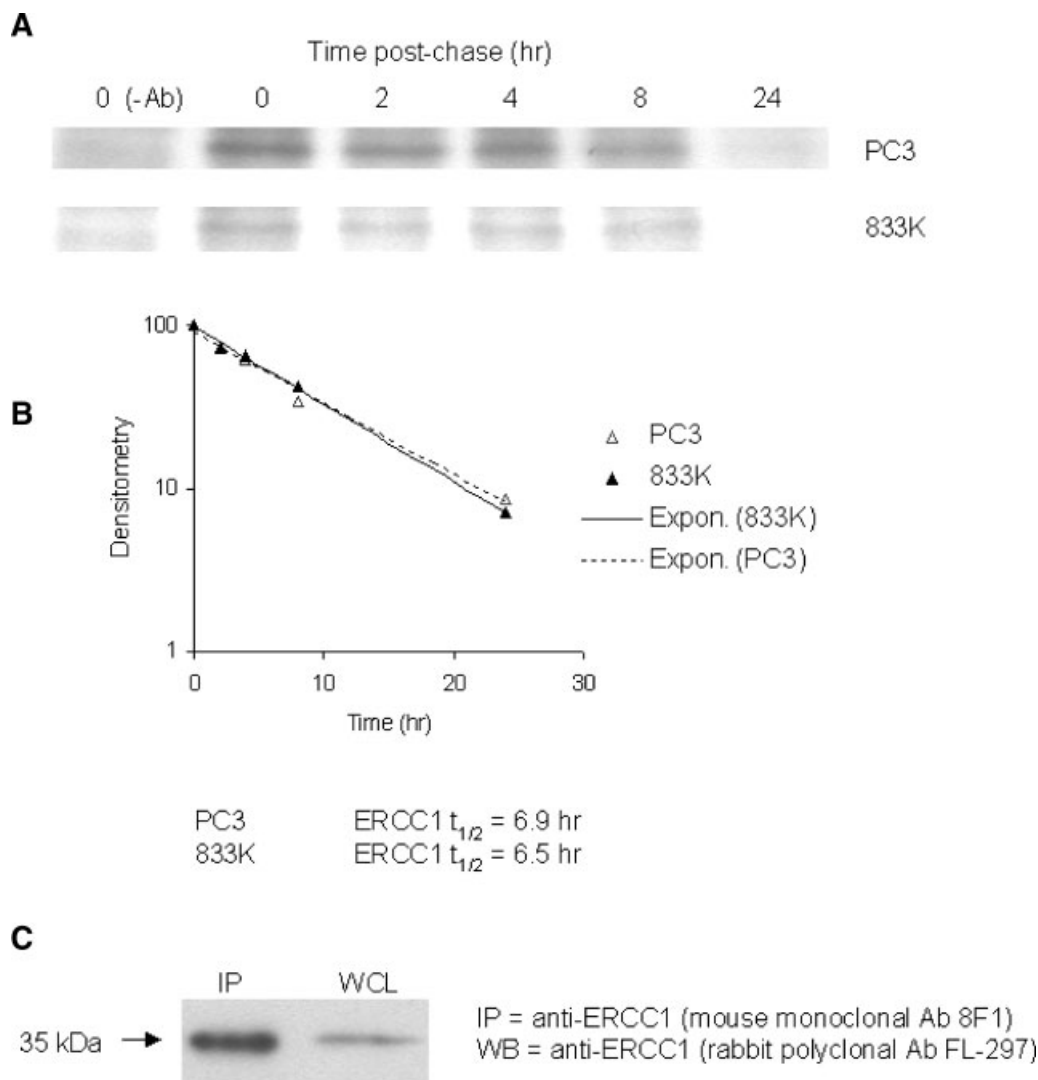 A
Time post-chase (hr)
0 (-Ab) 0 2 4 8 24
PC3
833K
B
100
10
1
Densitometry
0 10 20 30
Time (hr)
PC3
833K
Expon. (833K)
Expon. (PC3)
PC3 ERCC1 t1/2 = 6.9 hr
833K ERCC1 t1/2 = 6.5 hr
C
IP WCL
35 kDa
IP = anti-ERCC1 (mouse monoclonal Ab 8F1)
WB = anti-ERCC1 (rabbit polyclonal Ab FL-297)